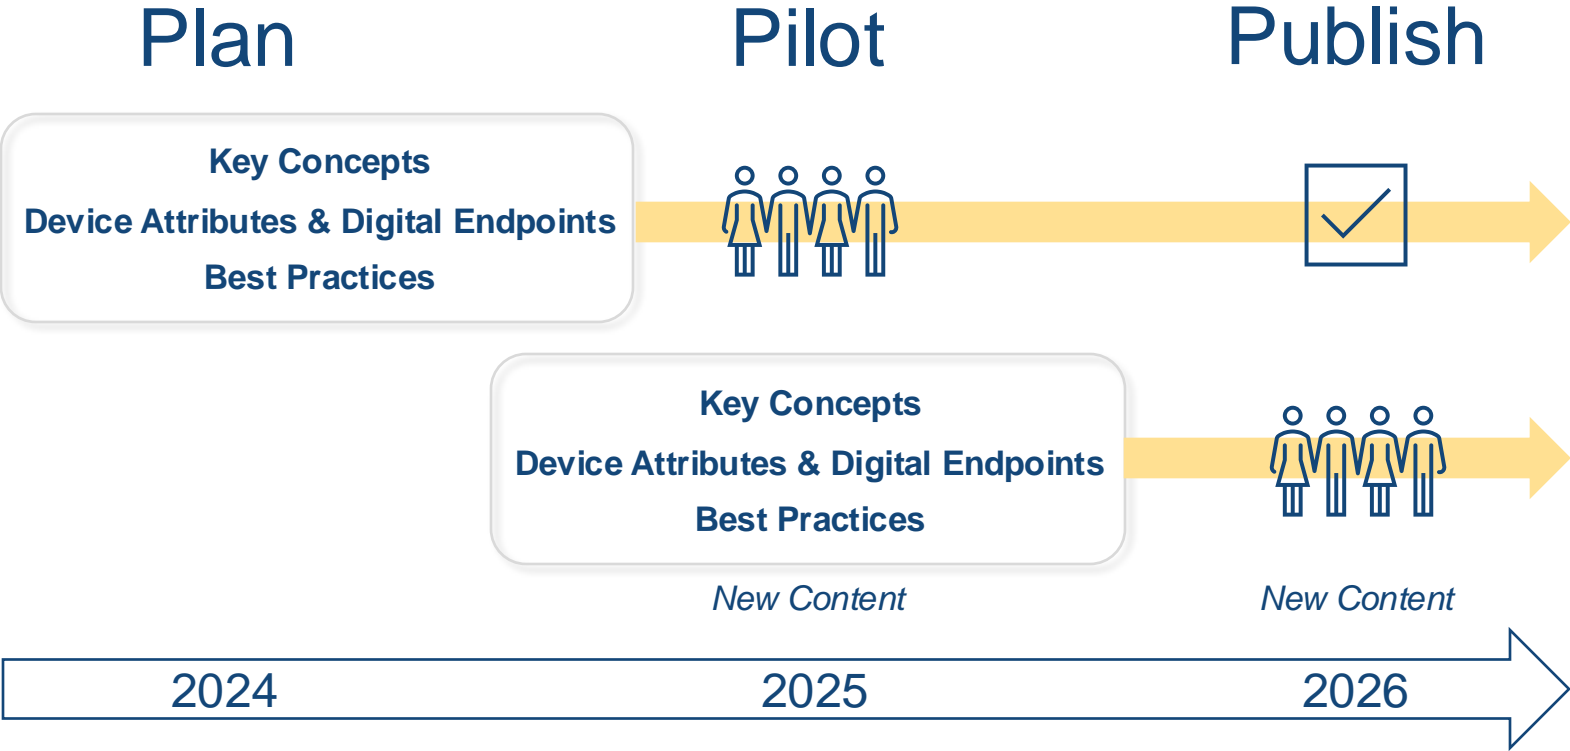 Plan
Pilot
Publish
Key Concepts
Device Attributes & Digital Endpoints
Best Practices
Key Concepts
Device Attributes & Digital Endpoints
Best Practices
New Content
New Content
2024
2025
2026